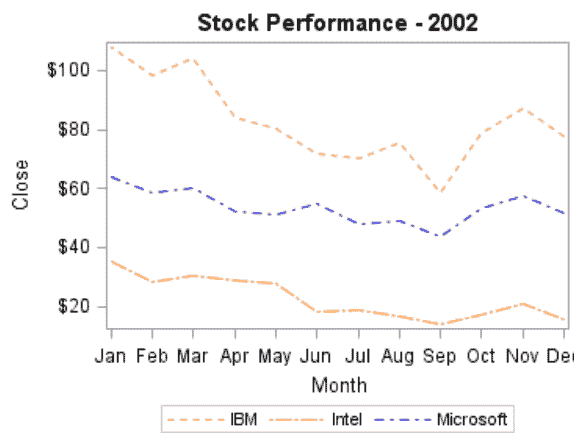 Stock Performance - 2002
Close
$100
$80
$60
$40
$20
Jan Feb Mar Apr May Jun Jul Aug Sep Oct Nov Dec
Month
IBM Intel Microsoft